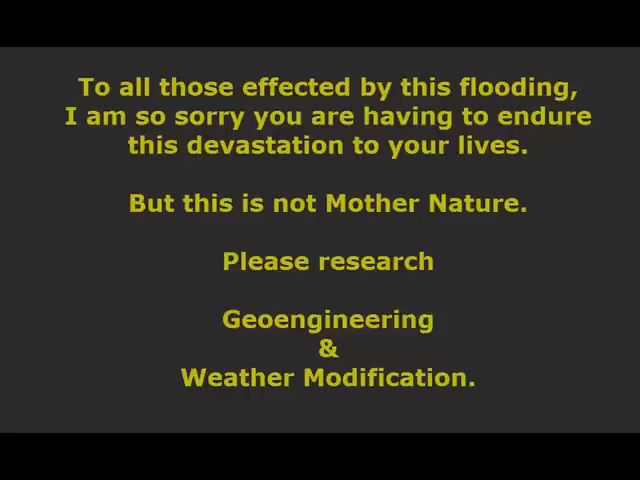 To all those effected by this flooding,
I am so sorry you are having to endure
this devastation to your lives.
But this is not Mother Nature.
Please research
Geoengineering
&
Weather Modification.